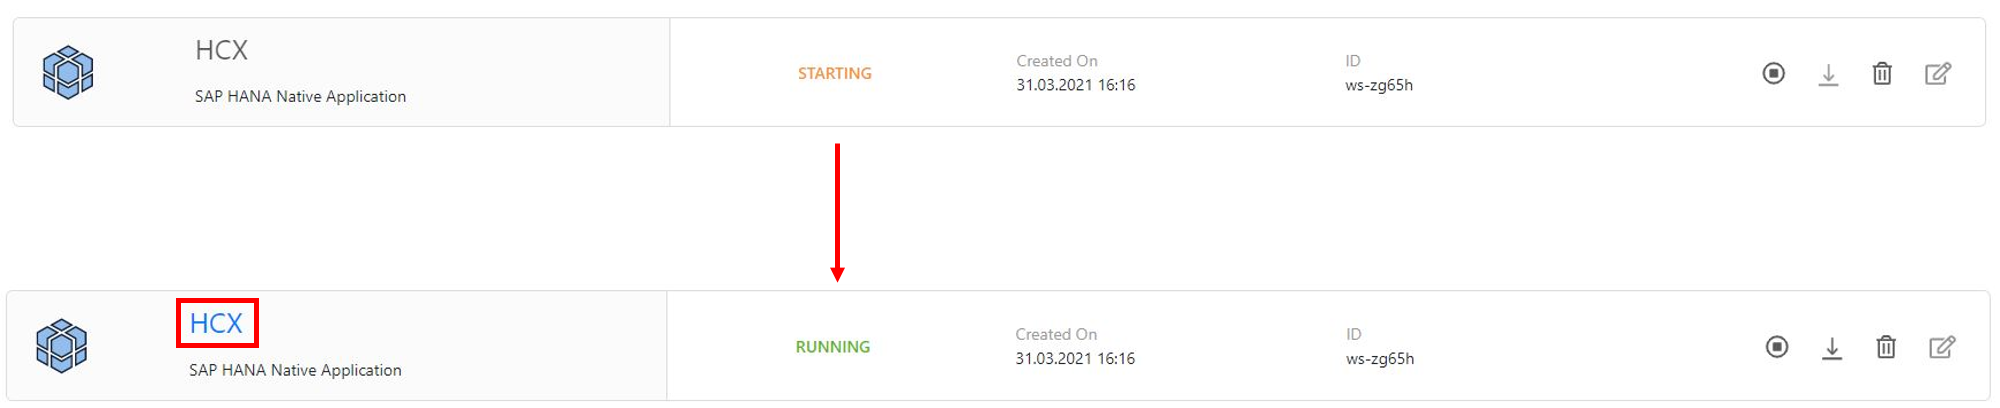 HCX
SAP HANA Native Application
STARTING
Created On
31.03.2021 16:16
ID
ws-zg65h
HCX
SAP HANA Native Application
RUNNING
Created On
31.03.2021 16:16
ID
ws-zg65h